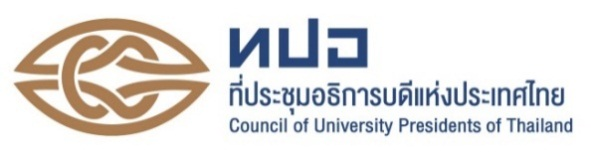 ทปอ
ที่ประชุมอธิการบดีแห่งประเทศไทย
Council of University Presidents of Thailand